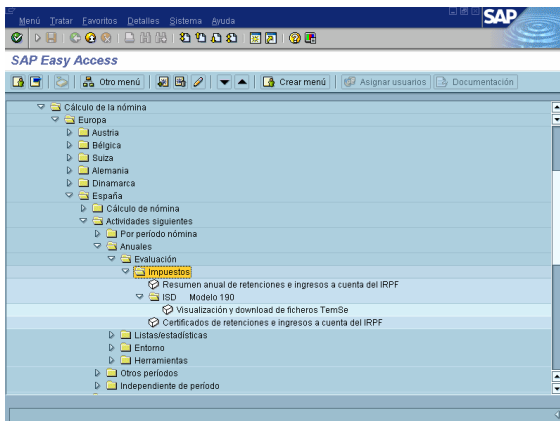 Menú Tratar Favoritos Detalles Sistema Ayuda
SAP
SAP Easy Access
Otro menú Crear menú Asignar usuarios Documentación
Cálculo de la nómina
Europa
Austria
Bélgica
Suiza
Alemania
Dinamarca
España
Cálculo de nómina
Actividades siguientes
Por período nómina
Anuales
Evaluación
Impuestos
Resumen anual de retenciones e ingresos a cuenta del IRPF
ISD Modelo 190
Visualización y download de ficheros TemSe
Certificados de retenciones e ingresos a cuenta del IRPF
Listas/estadísticas
Entorno
Herramientas
Otros períodos
Independiente de período